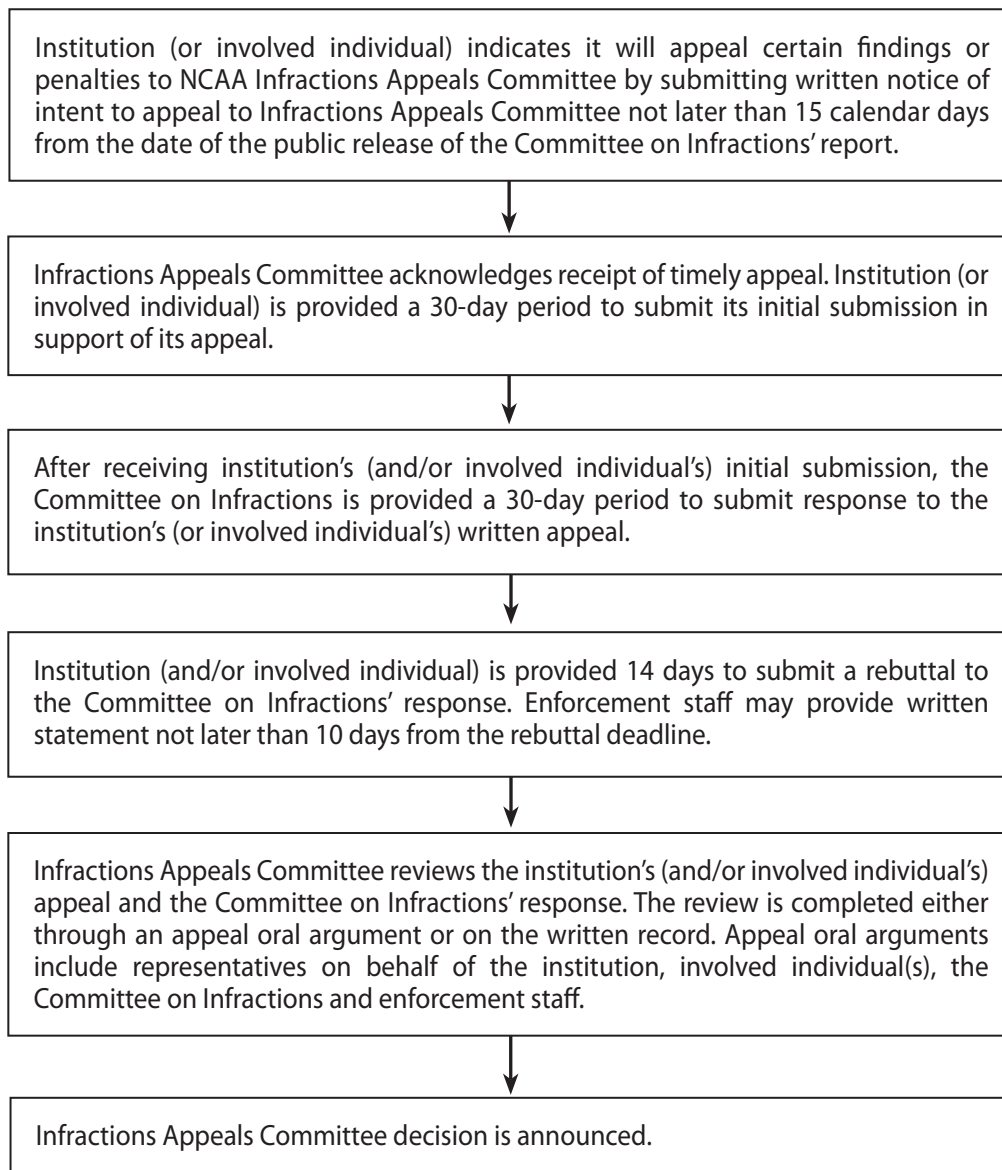 Institution (or involved individual) indicates it will appeal certain findings or
penalties to NCAA Infractions Appeals Committee by submitting written notice of
intent to appeal to Infractions Appeals Committee not later than 15 calendar days
from the date of the public release of the Committee on Infractions’ report.
Infractions Appeals Committee acknowledges receipt of timely appeal. Institution (or
involved individual) is provided a 30-day period to submit its initial submission in
support of its appeal.
After receiving institution’s (and/or involved individual’s) initial submission, the
Committee on Infractions is provided a 30-day period to submit response to the
institution’s (or involved individual’s) written appeal.
Institution (and/or involved individual) is provided 14 days to submit a rebuttal to
the Committee on Infractions’ response. Enforcement staff may provide written
statement not later than 10 days from the rebuttal deadline.
Infractions Appeals Committee reviews the institution’s (and/or involved individual’s)
appeal and the Committee on Infractions’ response. The review is completed either
through an appeal oral argument or on the written record. Appeal oral arguments
include representatives on behalf of the institution, involved individual(s), the
Committee on Infractions and enforcement staff.
Infractions Appeals Committee decision is announced.